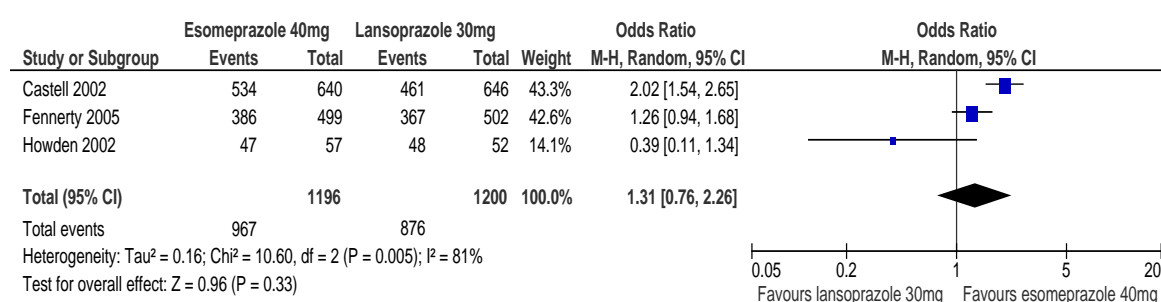 Esomeprazole 40mg Lansoprazole 30mg Odds Ratio Odds Ratio
Study or Subgroup Events Total Events Total Weight M-H, Random, 95% CI M-H, Random, 95% CI
Castell 2002 534 640 461 646 43.3% 2.02 [1.54, 2.65]
Fennerty 2005 386 499 367 502 42.6% 1.26 [0.94, 1.68]
Howden 2002 47 57 48 52 14.1% 0.39 [0.11, 1.34]
Total (95% CI) 1196 1200 100.0% 1.31 [0.76, 2.26]
Total events 967 876
Heterogeneity: Tau² = 0.16; Chi² = 10.60, df = 2 (P = 0.005); I² = 81%
Test for overall effect: Z = 0.96 (P = 0.33)
0.05 0.2 1 5 20
Favours lansoprazole 30mg Favours esomeprazole 40mg